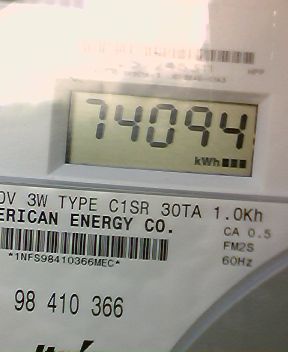 74094
kWh
0V 3W TYPE C1SR 30TA 1.0Kh
ERICAN ENERGY CO.
CA 0.5
FM2S
*1NFS98410366MEC*
60Hz
98 410 366